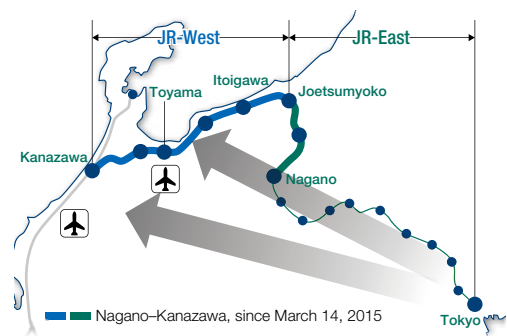 JR-West
JR-East
Itoigawa
Toyama
Joetsumyoko
Kanazawa
Nagano
Nagano–Kanazawa, since March 14, 2015
Tokyo